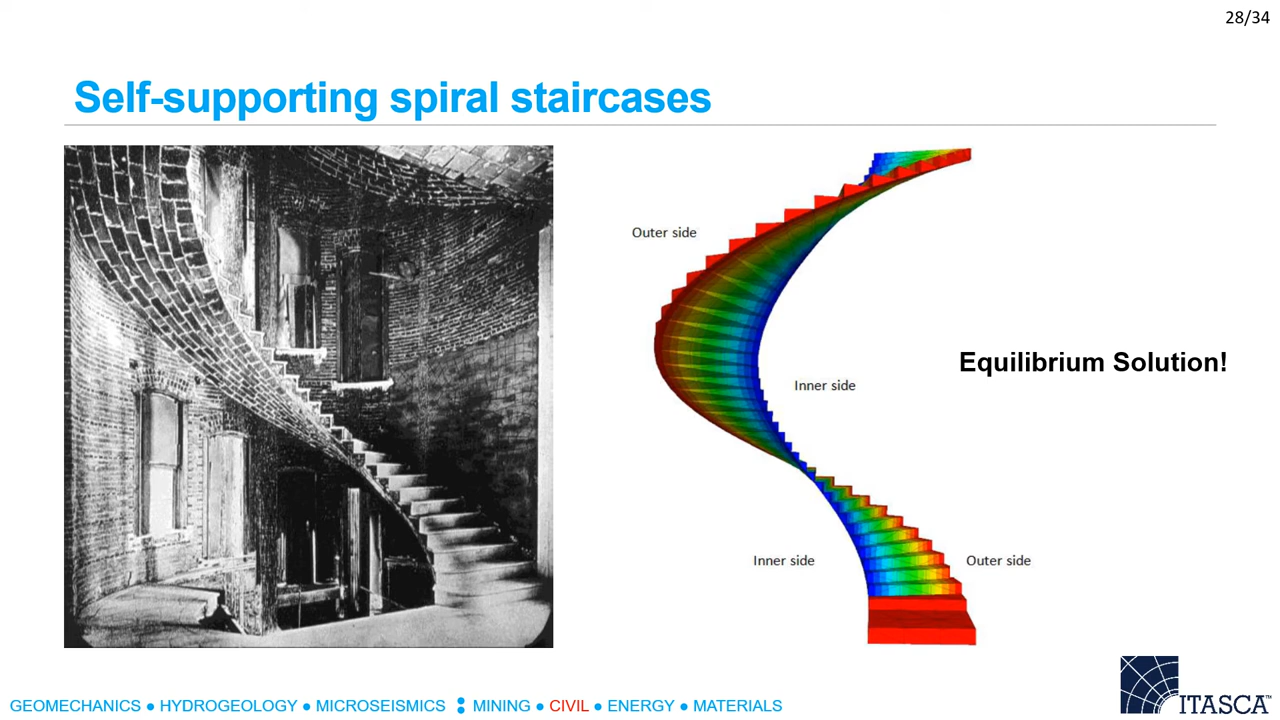 28/34
Self-supporting spiral staircases
Outer side
Equilibrium Solution!
Inner side
Inner side
Outer side
GEOMECHANICS ● HYDROGEOLOGY ● MICROSEISMICS : MINING ● CIVIL ● ENERGY ● MATERIALS
ITASCA™